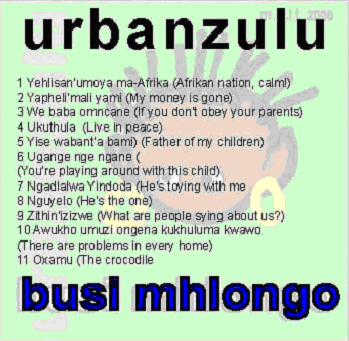 m.e.l.t. 2006
urbanzulu
1 Yehlisan'umoya ma-Afrika (Afrikan nation, calm!)
2 Yapheli'mali yami (My money is gone)
3 We baba omncane (If you don't obey your parents)
4 Ukuthula (Live in peace)
5 Yise wabant'a bami) (Father of my children)
6 Ugange nge ngane (
(You're playing around with this child)
7 Ngadlalwa Yindoda (He's toying with me
8 Nguyelo (He's the one)
9 Zithin'izizwe (What are people sying about us?)
10 Awukho umuzi ongena kukhuluma kwawo
(There are problems in every home)
11 Oxamu (The crocodile
busi mhlongo